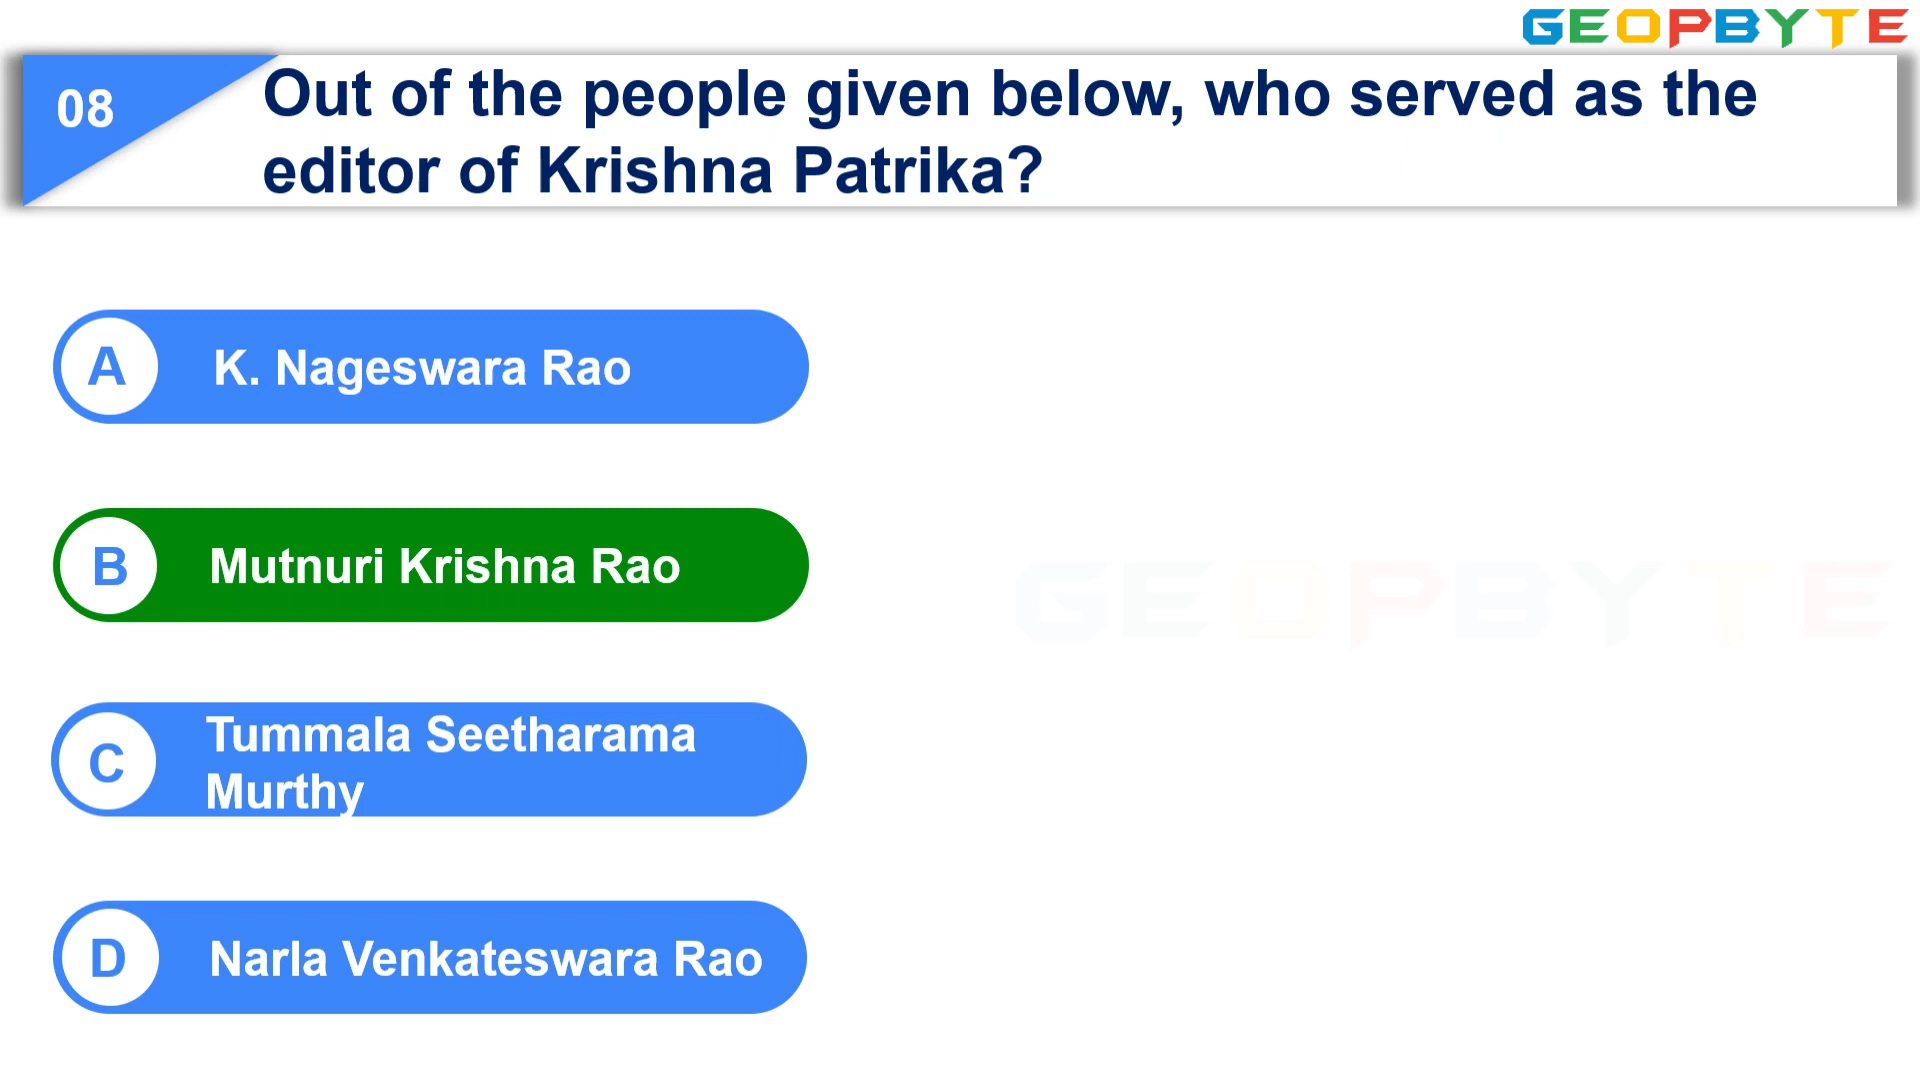 GEOPBYTE
08
Out of the people given below, who served as the
editor of Krishna Patrika?
A
K. Nageswara Rao
B
Mutnuri Krishna Rao
GEOPBYTE
C
Tummala Seetharama
Murthy
D
Narla Venkateswara Rao